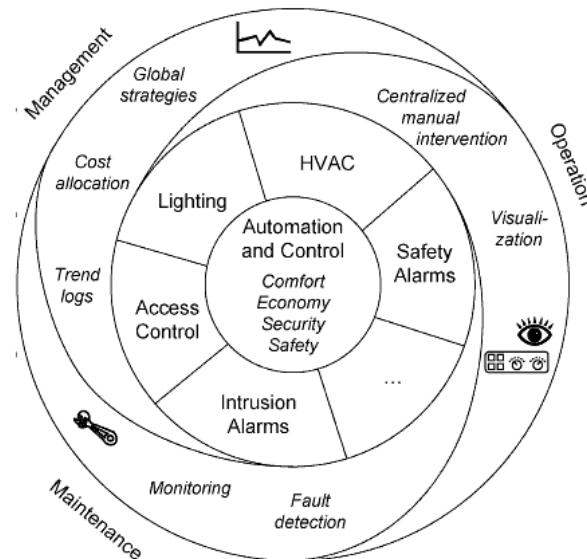 Management
Global
strategies
Centralized
manual
intervention
Operation
Cost
allocation
Lighting
HVAC
Safety
Alarms
Visuali-
zation
Automation
and Control
Comfort
Economy
Security
Safety
Trend
logs
Access
Control
Intrusion
Alarms
...
Monitoring
Fault
detection
Maintenance